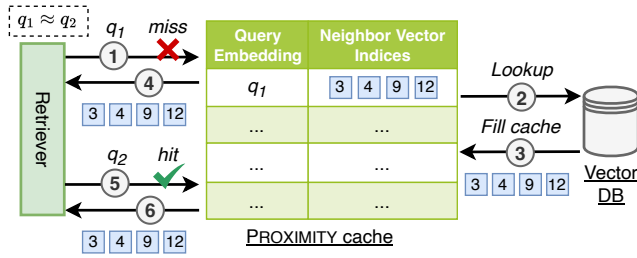 q1 ≈ q2
q1 miss
1
4
3 4 9 12
Retriever
q2 hit
5
6
3 4 9 12
Query Embedding
Neighbor Vector Indices
q1
3 4 9 12
... ...
... ...
... ...
PROXIMITY cache
Lookup
2
Fill cache
3
3 4 9 12
Vector
DB